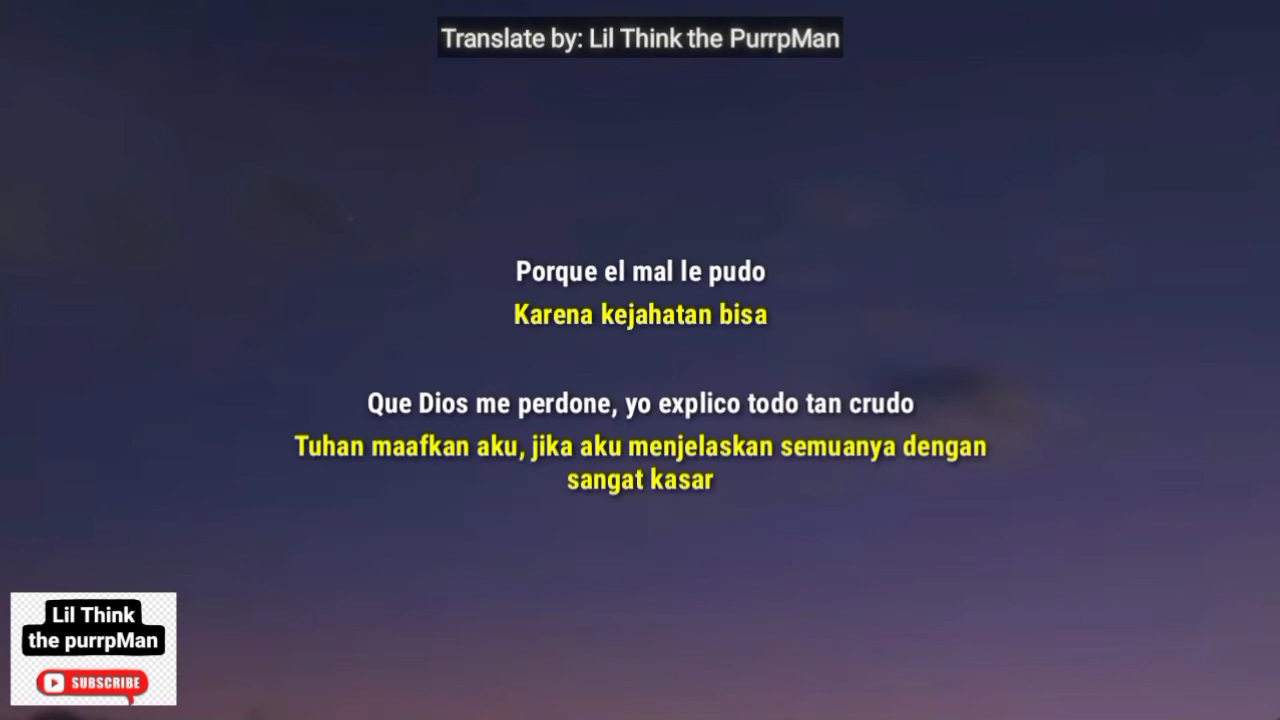 Translate by: Lil Think the PurrpMan
Porque el mal le pudo
Karena kejahatan bisa
Que Dios me perdone, yo explico todo tan crudo
Tuhan maafkan aku, jika aku menjelaskan semuanya dengan
sangat kasar
Lil Think
the purrpMan
SUBSCRIBE